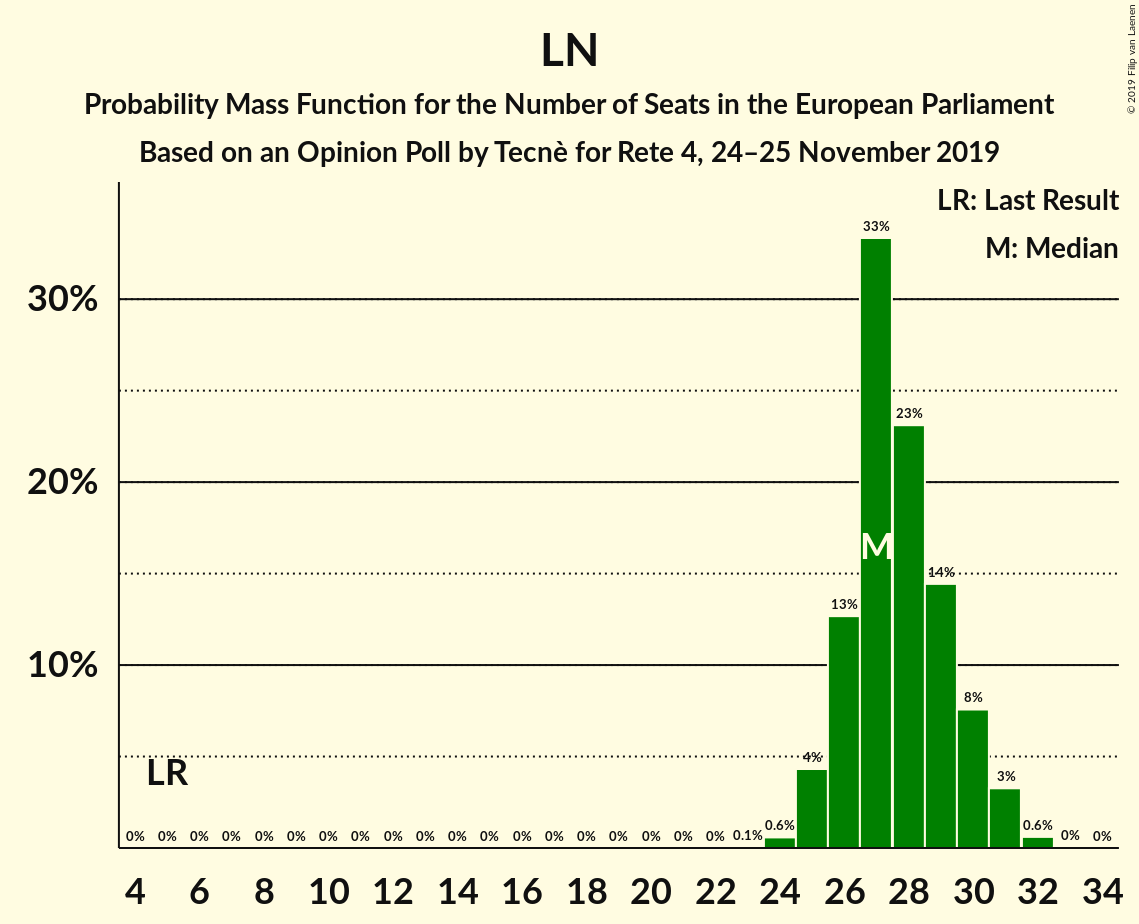 LN
Probability Mass Function for the Number of Seats in the European Parliament
Based on an Opinion Poll by Tecnè for Rete 4, 24–25 November 2019
© 2019 Filip van Laenen
LR: Last Result
M: Median
33%
30%
23%
20%
M
14%
13%
10%
8%
4%
LR
3%
0% 0% 0% 0% 0% 0% 0% 0% 0% 0% 0% 0% 0% 0% 0% 0% 0% 0% 0% 0.1% 0.6% 0.6% 0% 0%
4 6 8 10 12 14 16 18 20 22 24 26 28 30 32 34